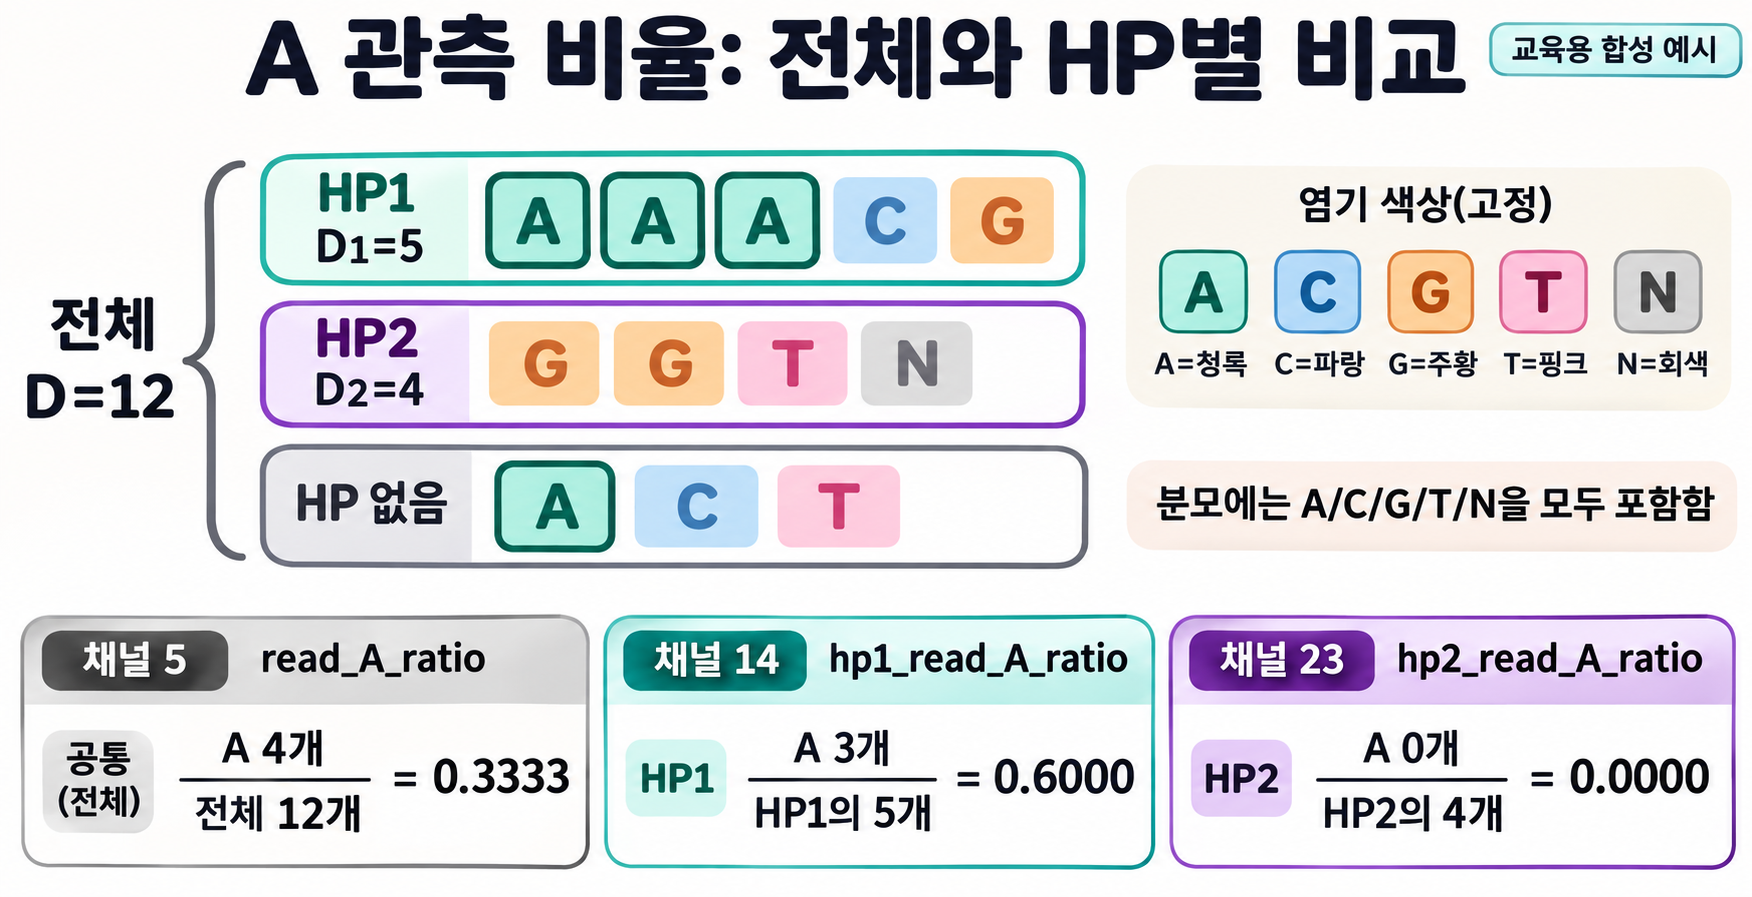 A 관측 비율: 전체와 HP별 비교
교육용 합성 예시
전체
D=12
HP1
D1=5
A A A C G
HP2
D2=4
G G T N
HP 없음
A C T
염기 색상(고정)
A C G T N
A=청록 C=파랑 G=주황 T=핑크 N=회색
분모에는 A/C/G/T/N을 모두 포함함
채널 5 read_A_ratio
공통
(전체)
A 4개
전체 12개
= 0.3333
채널 14 hp1_read_A_ratio
HP1
A 3개
HP1의 5개
= 0.6000
채널 23 hp2_read_A_ratio
HP2
A 0개
HP2의 4개
= 0.0000